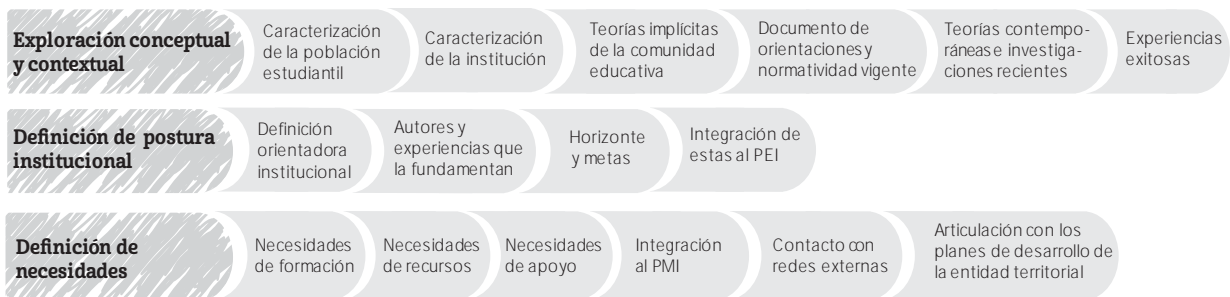 Exploración conceptual
y contextual
Caracterización
de la población
estudiantil
Caracterización
de la institución
Teorías implícitas
de la comunidad
educativa
Documento de
orientaciones y
normatividad vigente
Teorías contempo-
ráneas e investiga-
ciones recientes
Experiencias
exitosas
Definición de postura
institucional
Definición
orientadora
institucional
Autores y
experiencias que
la fundamentan
Horizonte
y metas
Integración de
estas al PEI
Definición de
necesidades
Necesidades
de formación
Necesidades
de recursos
Necesidades
de apoyo
Integración
al PMI
Contacto con
redes externas
Articulación con los
planes de desarrollo de
la entidad territorial